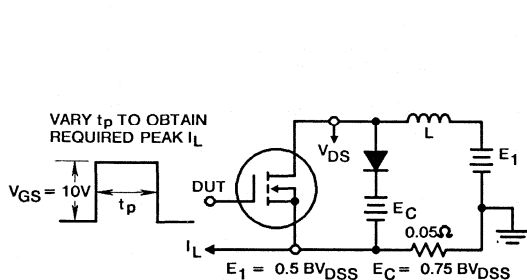 VARY tp TO OBTAIN
REQUIRED PEAK IL
VGS = 10V
tp
DUT
VDS
L
E1
EC
0.05Ω
IL
E1 = 0.5 BVDSS EC = 0.75 BVDSS